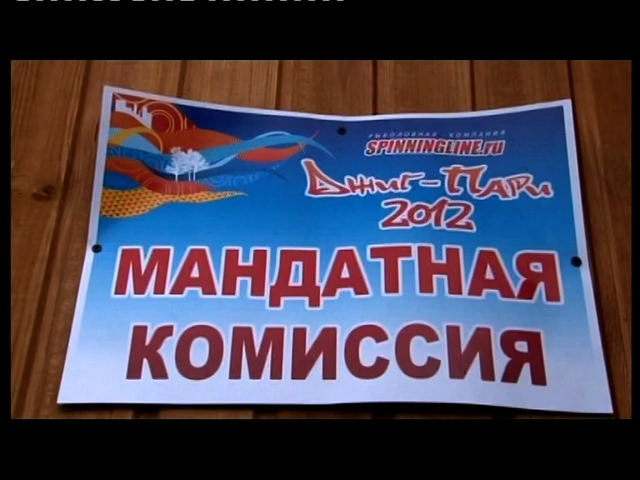 РЫБОЛОВНАЯ КОМПАНИЯ
SPINNINGLINE.ru
Джиг-Пари
2012
МАНДАТНАЯ
КОМИССИЯ